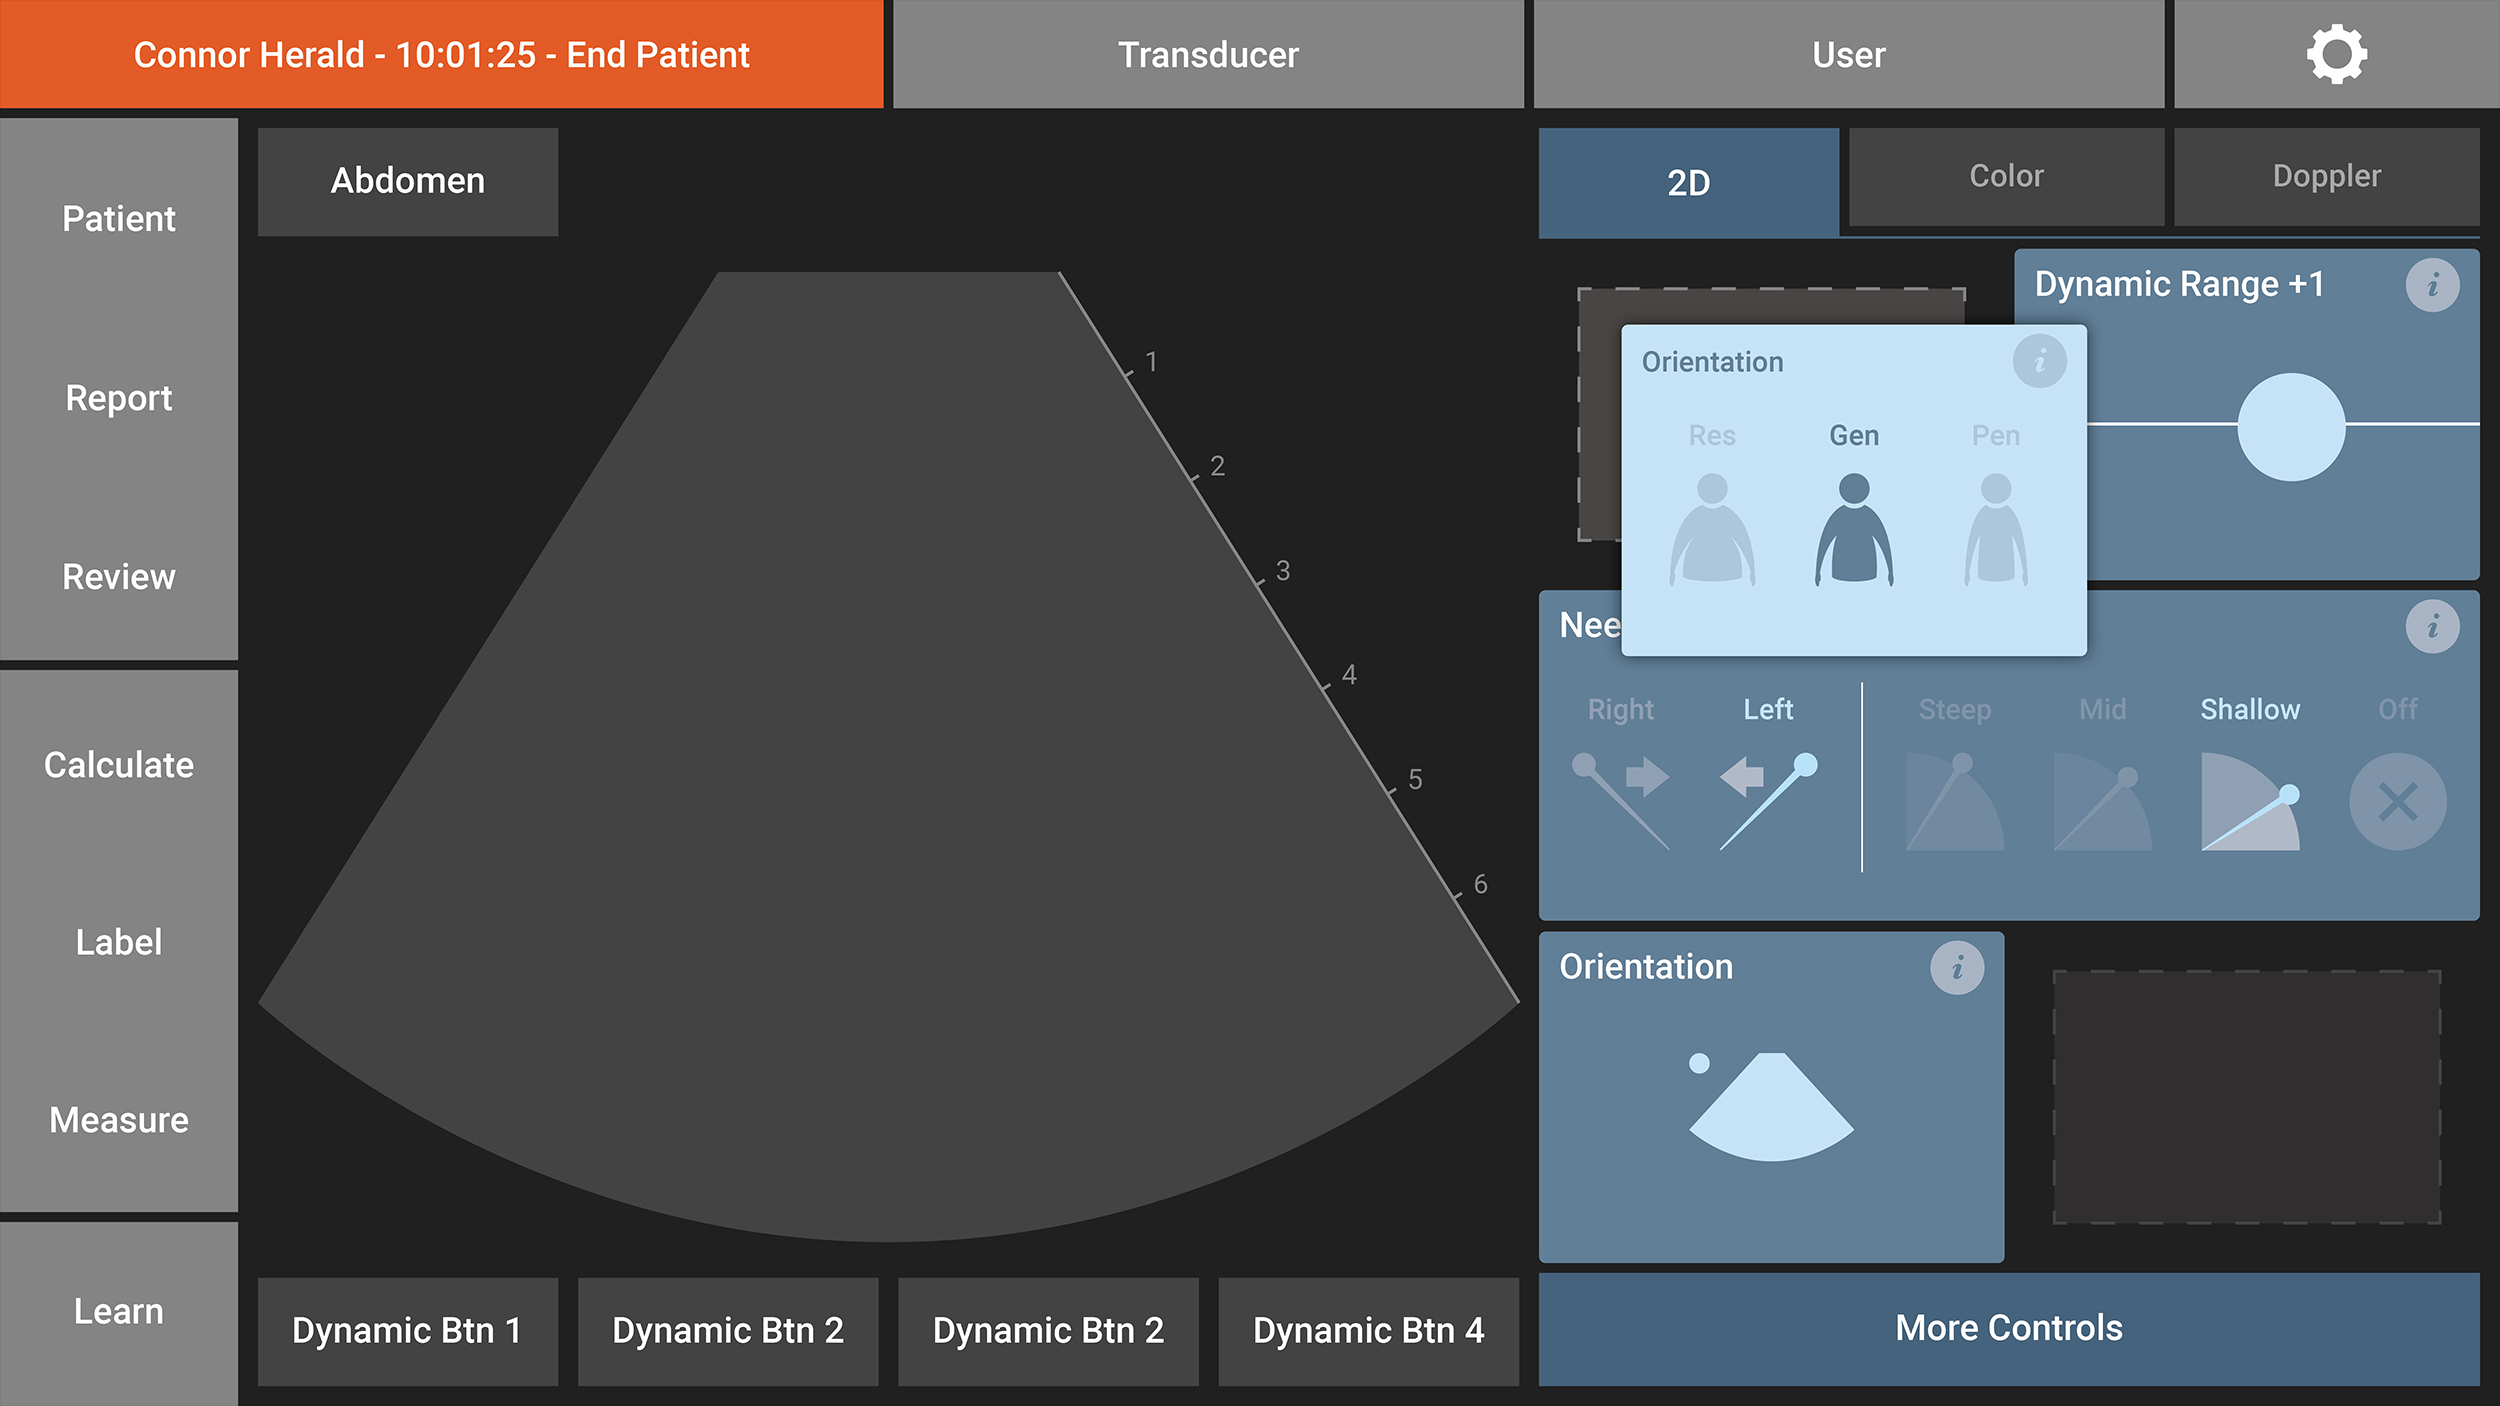 Connor Herald - 10:01:25 - End Patient
Transducer
User
Patient
Report
Review
Calculate
Label
Measure
Learn
Abdomen
1
2
3
4
5
6
Dynamic Btn 1
Dynamic Btn 2
Dynamic Btn 2
Dynamic Btn 4
2D
Color
Doppler
Dynamic Range +1
i
Orientation
i
Res
Gen
Pen
Nee
i
Right
Left
Steep
Mid
Shallow
Off
Orientation
i
More Controls